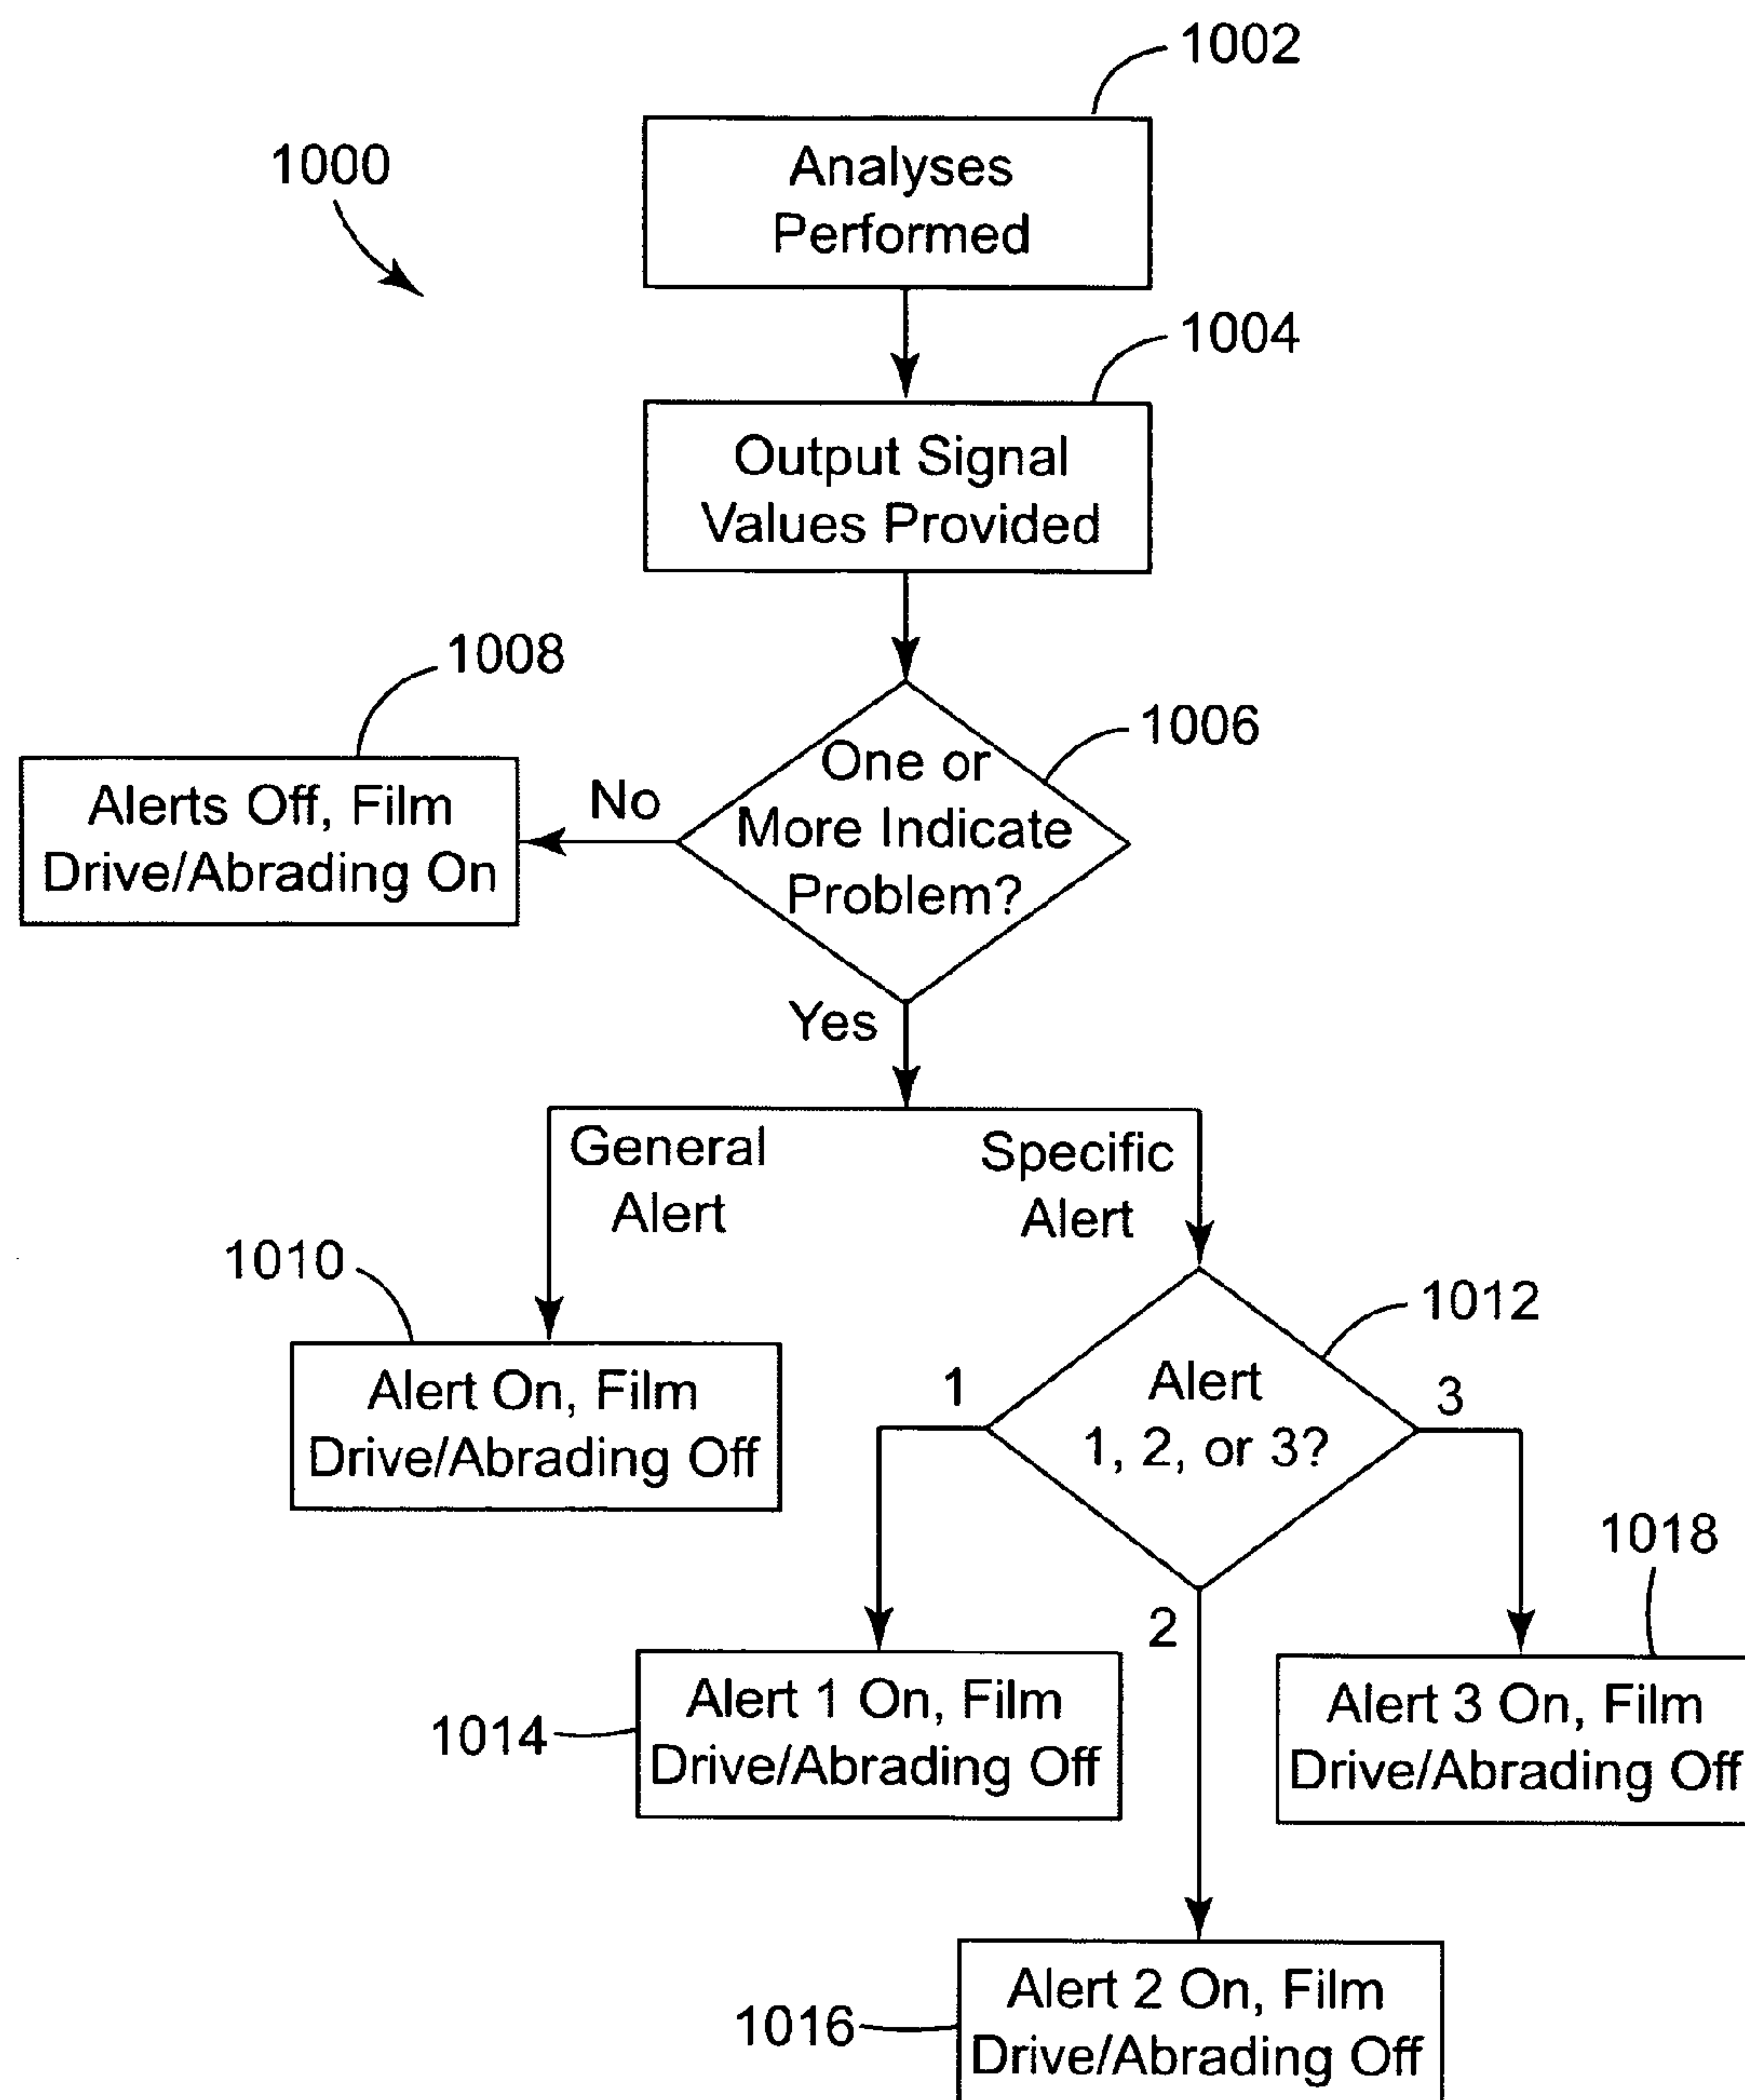 1002
1000
Analyses
Performed
1004
Output Signal
Values Provided
1008
1006
Alerts Off, Film
Drive/Abrading On
No
One or
More Indicate
Problem?
Yes
General
Alert
Specific
Alert
1010
1012
Alert On, Film
Drive/Abrading Off
1
Alert
1, 2, or 3?
3
1018
2
1014
Alert 1 On, Film
Drive/Abrading Off
Alert 3 On, Film
Drive/Abrading Off
1016
Alert 2 On, Film
Drive/Abrading Off